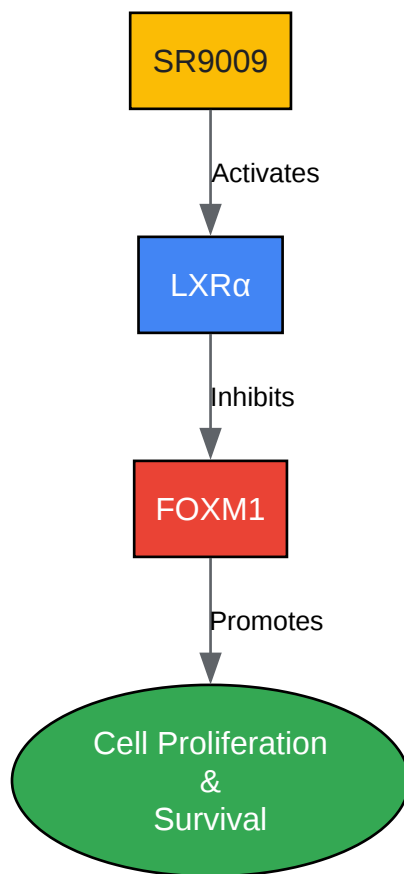 SR9009
Activates
LXRα
Inhibits
FOXM1
Promotes
Cell Proliferation
&
Survival